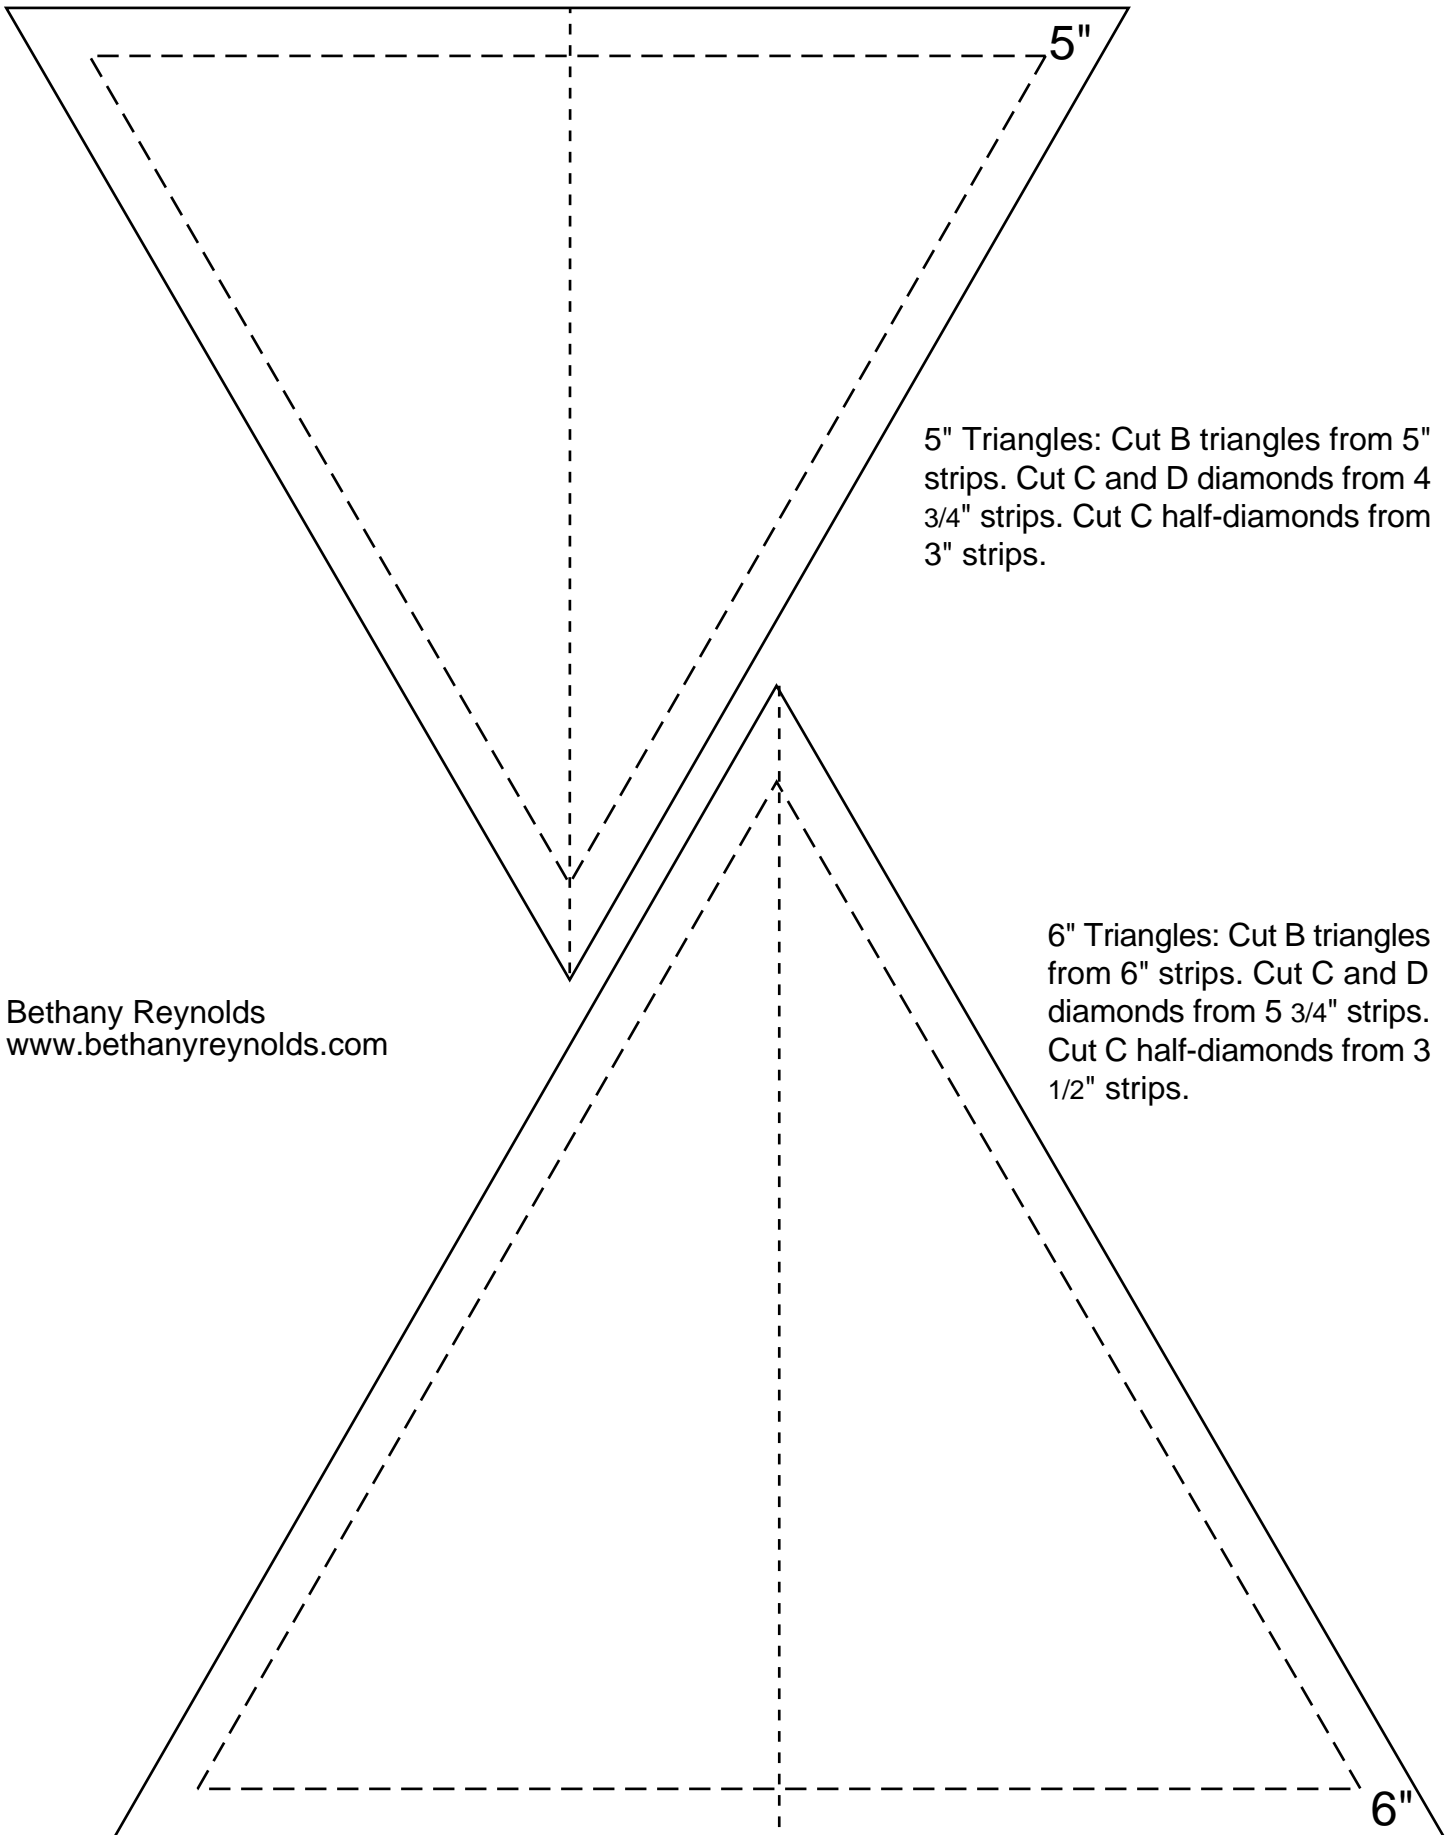 5"
5" Triangles: Cut B triangles from 5"
strips. Cut C and D diamonds from 4
3/4" strips. Cut C half-diamonds from
3" strips.
6" Triangles: Cut B triangles
from 6" strips. Cut C and D
diamonds from 5 3/4" strips.
Cut C half-diamonds from 3
1/2" strips.
Bethany Reynolds
www.bethanyreynolds.com
6"